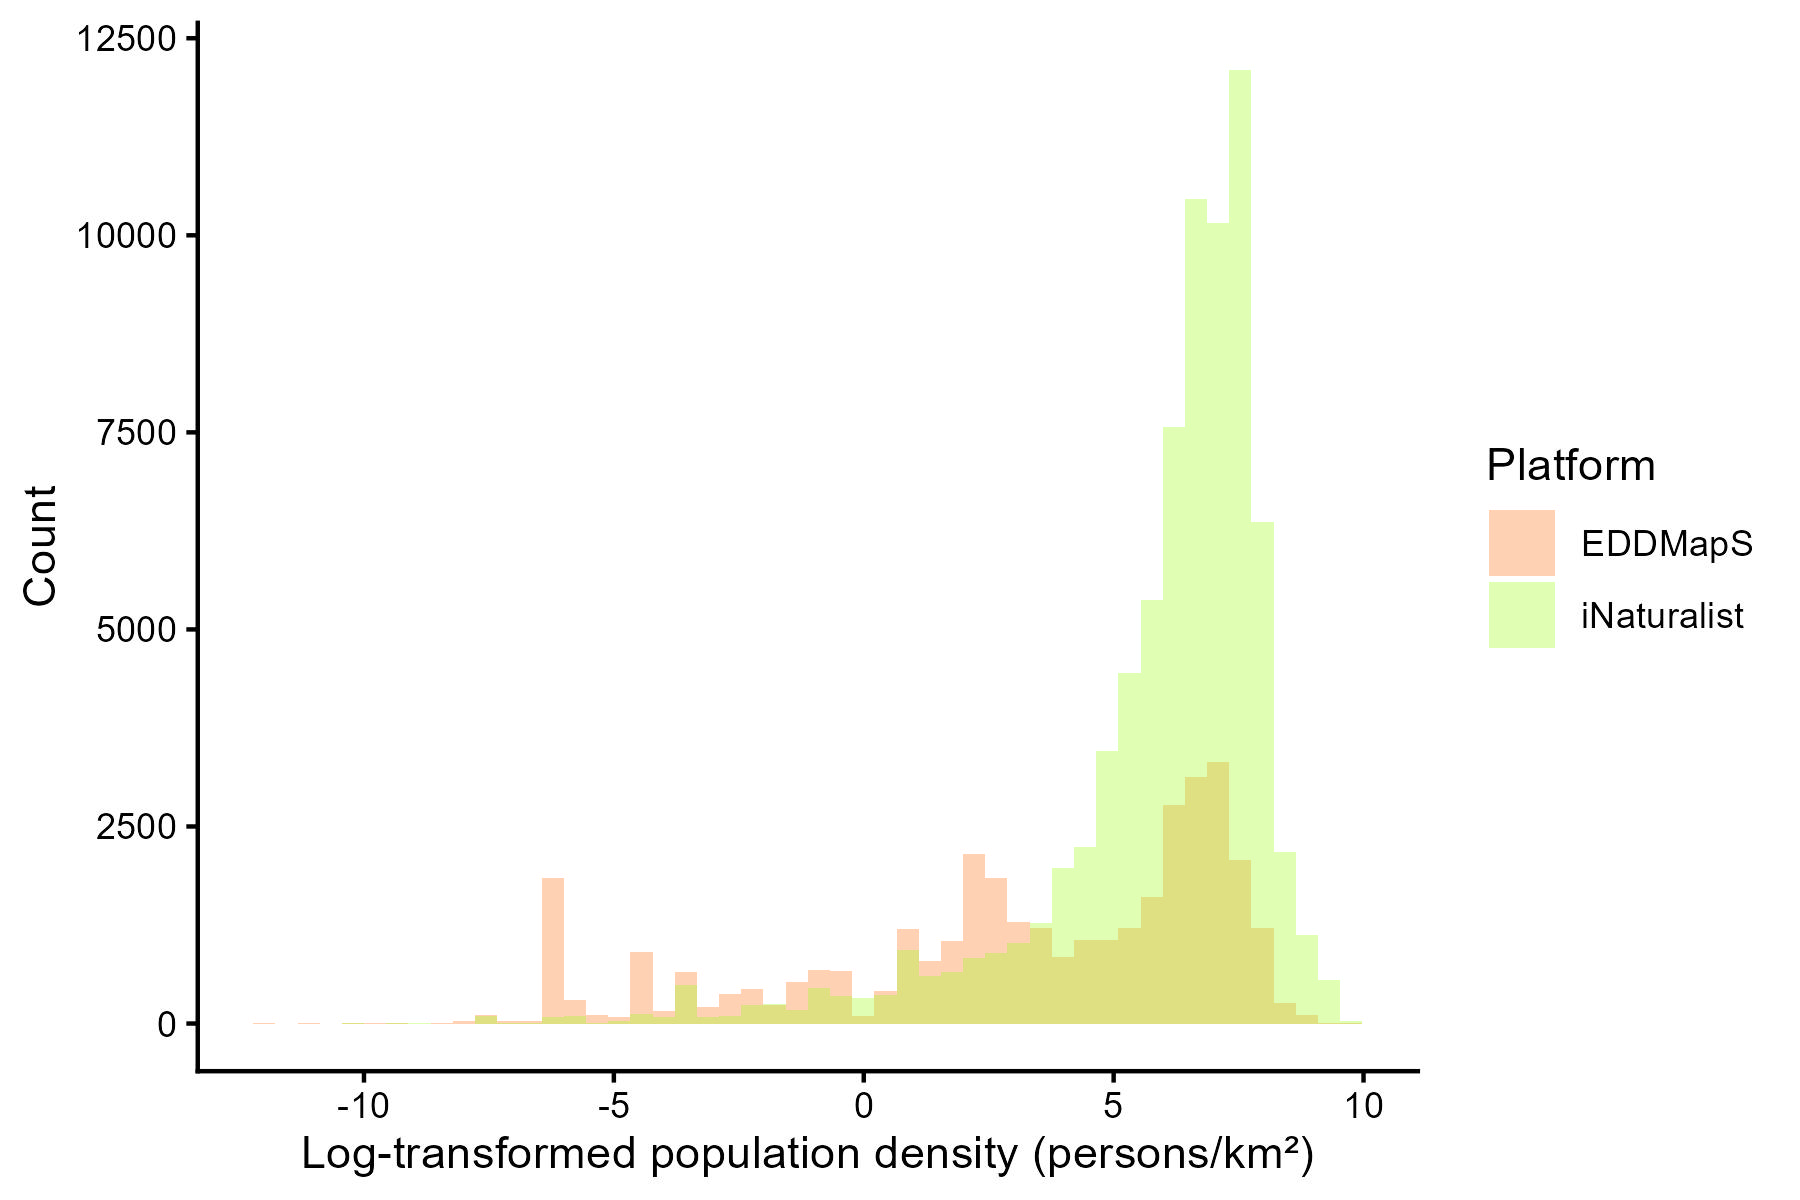 12500
10000
7500
5000
2500
0
Count
-10 -5 0 5 10
Log-transformed population density (persons/km²)
Platform
EDDMapS
iNaturalist